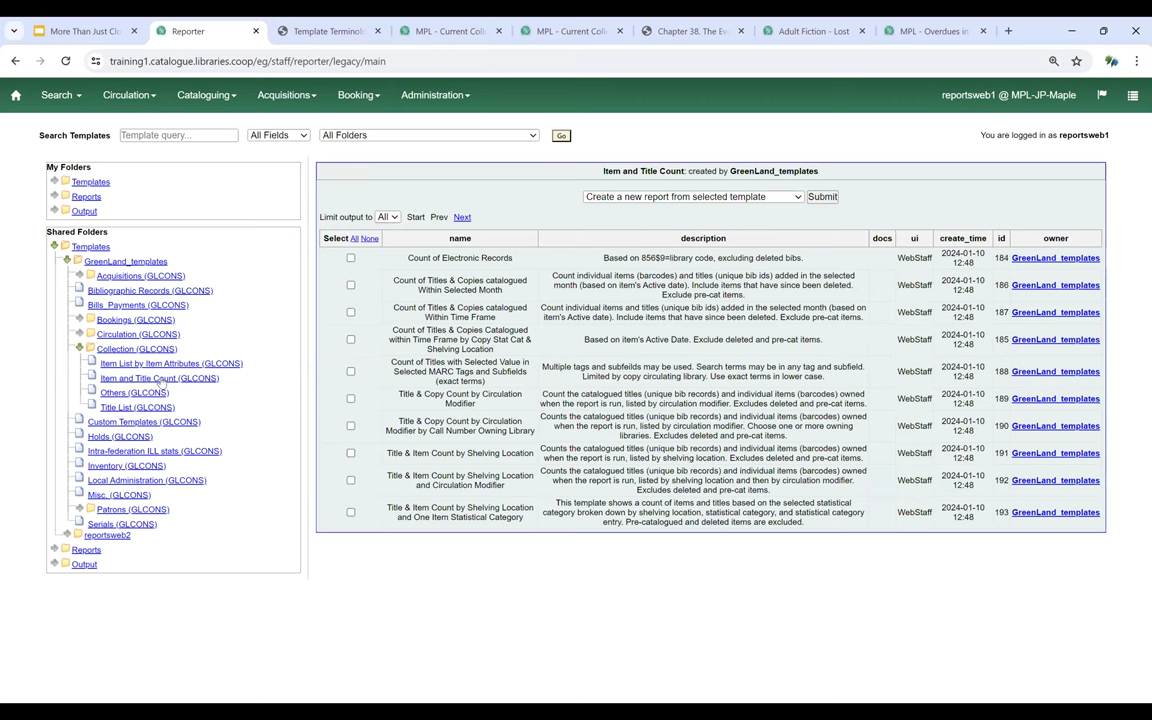 More Than Just Clo
Reporter
Template Terminolo
MPL - Current Coll
MPL - Current Coll
Chapter 38. The Ev
Adult Fiction - Lost
MPL - Overdues in
training1.catalogue.libraries.coop/eg/staff/reporter/legacy/main
Search
Circulation
Cataloguing
Acquisitions
Booking
Administration
reportsweb1 @ MPL-JP-Maple
Search Templates
Template query...
All Fields
All Folders
Go
You are logged in as reportsweb1
My Folders
Templates
Reports
Output
Shared Folders
Templates
GreenLand_templates
Acquisitions (GLCONS)
Bibliographic Records (GLCONS)
Bills_Payments (GLCONS)
Bookings (GLCONS)
Circulation (GLCONS)
Collection (GLCONS)
Item List by Item Attributes (GLCONS)
Item and Title Count (GLCONS)
Others (GLCONS)
Title List (GLCONS)
Custom Templates (GLCONS)
Holds (GLCONS)
Intra-federation ILL stats (GLCONS)
Inventory (GLCONS)
Local Administration (GLCONS)
Misc. (GLCONS)
Patrons (GLCONS)
Serials (GLCONS)
reportsweb2
Reports
Output
Item and Title Count: created by GreenLand_templates
Create a new report from selected template
Submit
Limit output to All Start Prev Next
Select All None name description docs ui create_time id owner
Count of Electronic Records
Based on 856$9=library code, excluding deleted bibs.
WebStaff
2024-01-10
12:48
184
GreenLand_templates
Count of Titles & Copies catalogued
Within Selected Month
Count individual items (barcodes) and titles (unique bib ids) added in the selected
month (based on item's Active date). Include items that have since been deleted.
Exclude pre-cat items.
WebStaff
2024-01-10
12:48
186
GreenLand_templates
Count of Titles & Copies catalogued
Within Time Frame
Count individual items and titles (unique bib ids) added in the selected month (based on
item's Active date). Include items that have since be deleted. Exclude pre-cat items.
WebStaff
2024-01-10
12:48
187
GreenLand_templates
Count of Titles & Copies Catalogued
within Time Frame by Copy Stat Cat &
Shelving Location
Based on item's Active Date. Exclude deleted and pre-cat items.
WebStaff
2024-01-10
12:48
185
GreenLand_templates
Count of Titles with Selected Value in
Selected MARC Tags and Subfields
(exact terms)
Multiple tags and subfeilds may be used. Search terms may be in any tag and subfield.
Limited by copy circulating library. Use exact terms in lower case.
WebStaff
2024-01-10
12:48
188
GreenLand_templates
Title & Copy Count by Circulation
Modifier
Count the catalogued titles (unique bib records) and individual items (barcodes) owned
when the report is run, listed by circulation modifier. Excludes deleted and pre-cat items.
WebStaff
2024-01-10
12:48
189
GreenLand_templates
Title & Copy Count by Circulation
Modifier by Call Number Owning Library
Counts the catalogued titles (unique bib records) and individual items (barcodes) owned
when the report is run, listed by circulation modifier. Choose one or more owning
libraries. Excludes deleted and pre-cat items.
WebStaff
2024-01-10
12:48
190
GreenLand_templates
Title & Item Count by Shelving Location
Counts the catalogued titles (unique bib records) and individual items (barcodes) owned
when the report is run, listed by shelving location. Excludes deleted and pre-cat items.
WebStaff
2024-01-10
12:48
191
GreenLand_templates
Title & Item Count by Shelving Location
and Circulation Modifier
Counts the catalogued titles (unique bib records) and individual items (barcodes) owned
when the report is run, listed by shelving location and then by circulation modifier.
Excludes deleted and pre-cat items.
WebStaff
2024-01-10
12:48
192
GreenLand_templates
Title & Item Count by Shelving Location
and One Item Statistical Category
This template shows a count of items and titles based on the selected statistical
category broken down by shelving location, statistical category, and statistical category
entry. Pre-catalogued and deleted items are excluded.
WebStaff
2024-01-10
12:48
193
GreenLand_templates